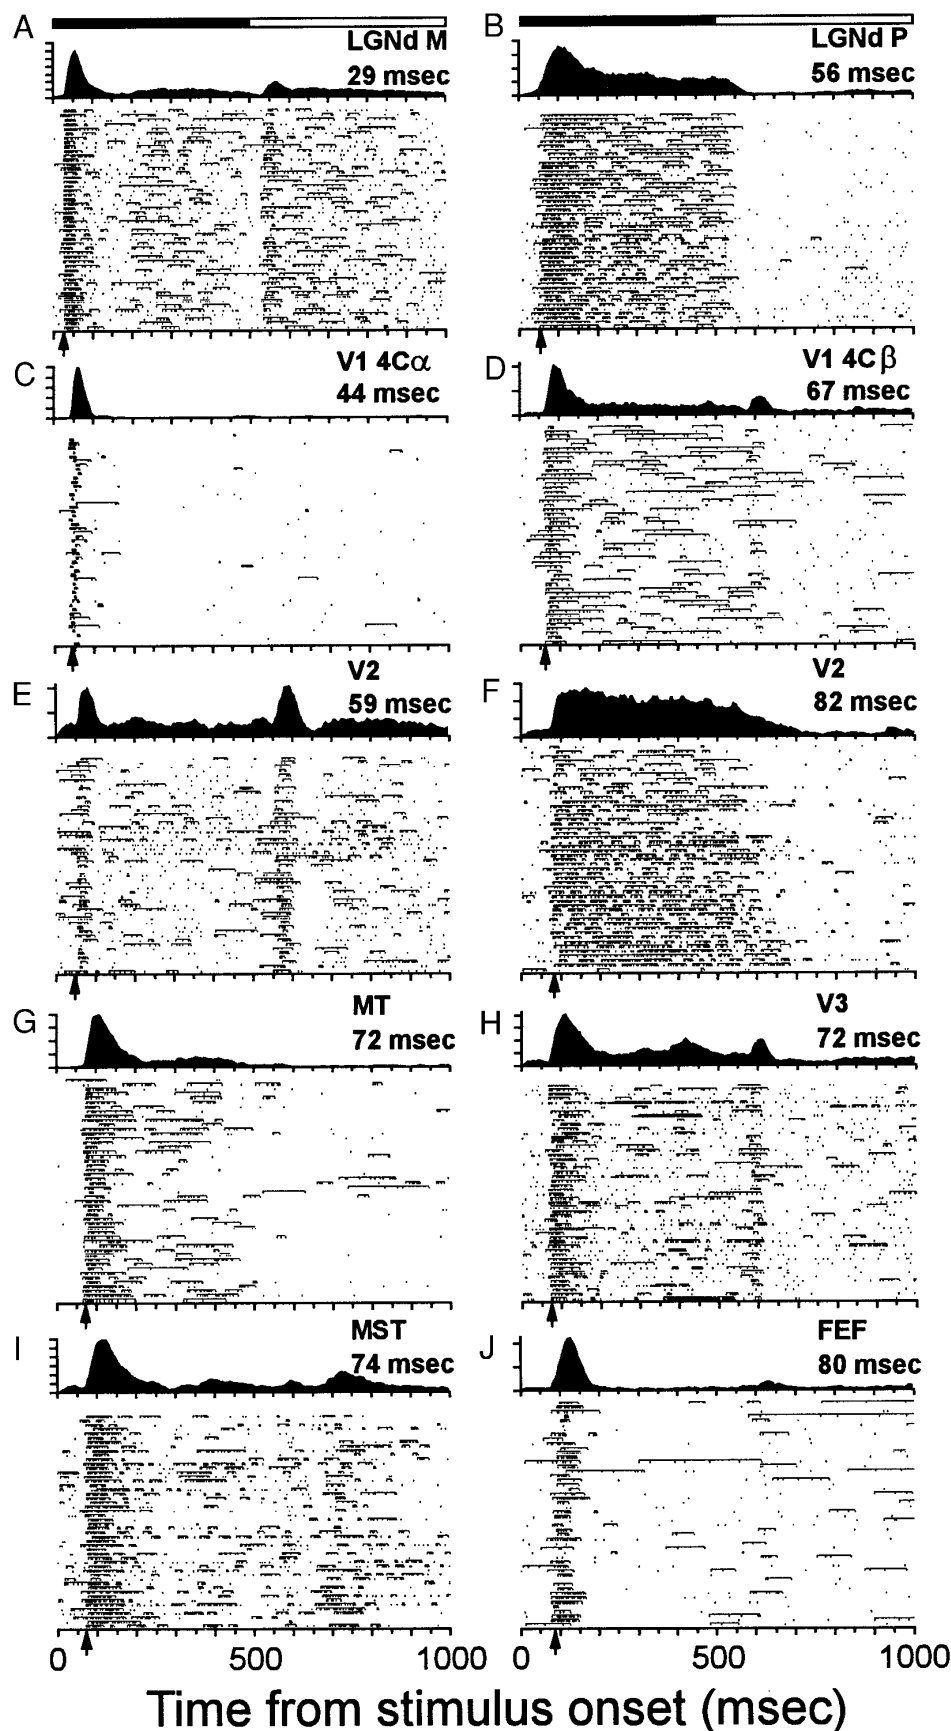 A
LGNd M
29 msec
B
LGNd P
56 msec
C
V1 4Cα
44 msec
D
V1 4Cβ
67 msec
E
V2
59 msec
F
V2
82 msec
G
MT
72 msec
H
V3
72 msec
I
MST
74 msec
J
FEF
80 msec
0 500 1000 0 500 1000
Time from stimulus onset (msec)